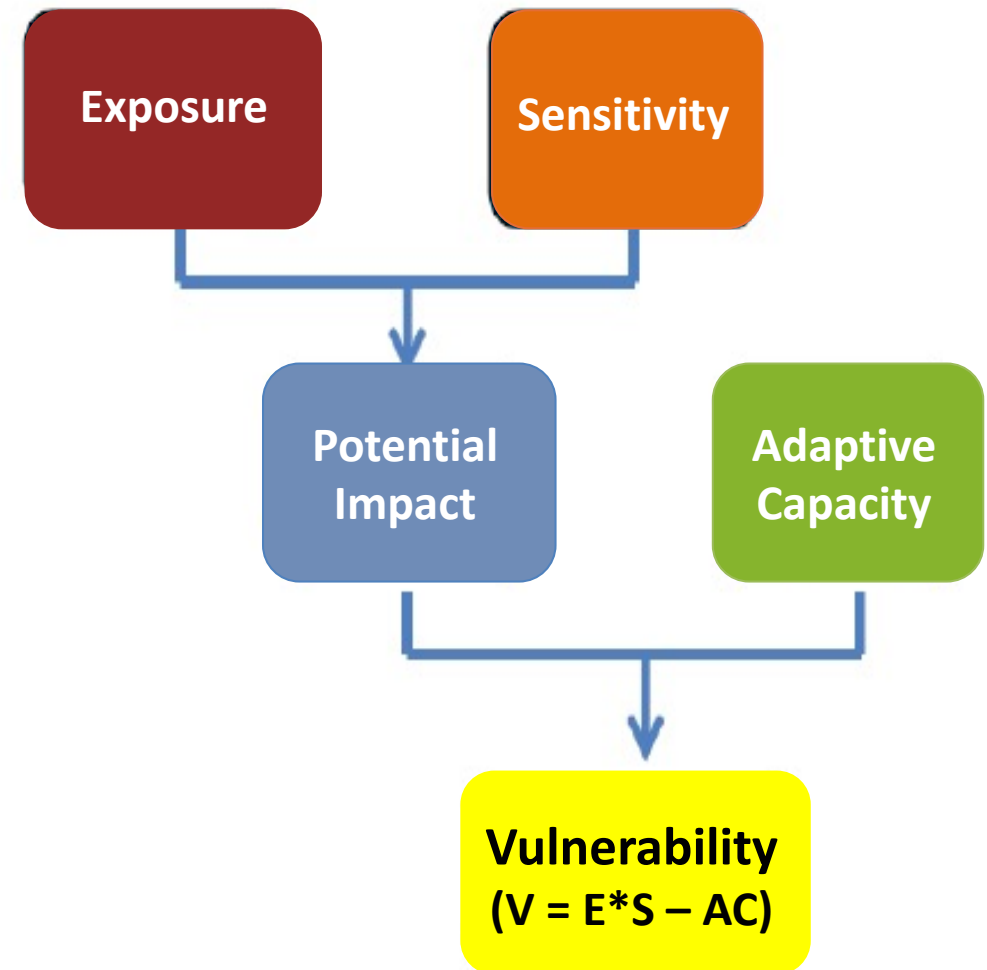 Exposure
Sensitivity
Potential
Impact
Adaptive
Capacity
Vulnerability
(V = E*S – AC)